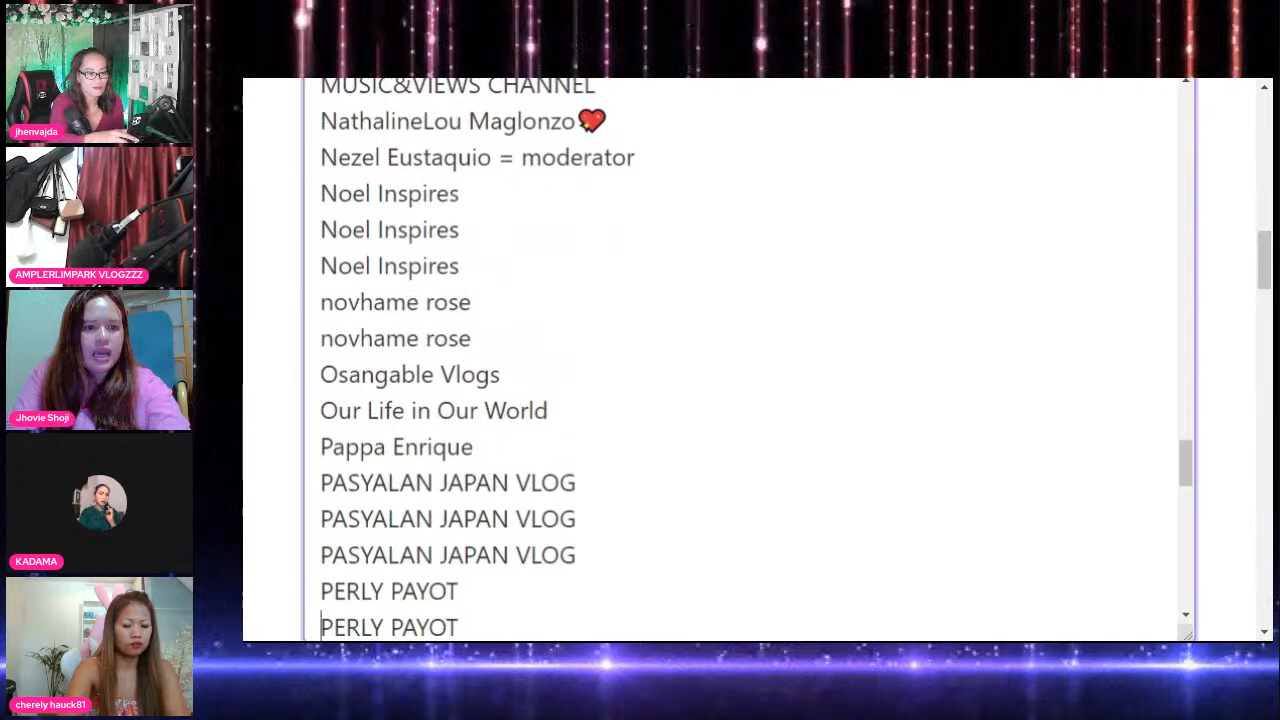 jhenvajda
AMPLERLIMPARK VLOGZZZ
Jhovie Shoji
KADAMA
cherely hauck81
MUSIC&VIEWS CHANNEL
NathalineLou Maglonzo💖
Nezel Eustaquio = moderator
Noel Inspires
Noel Inspires
Noel Inspires
novhame rose
novhame rose
Osangable Vlogs
Our Life in Our World
Pappa Enrique
PASYALAN JAPAN VLOG
PASYALAN JAPAN VLOG
PASYALAN JAPAN VLOG
PERLY PAYOT
PERLY PAYOT